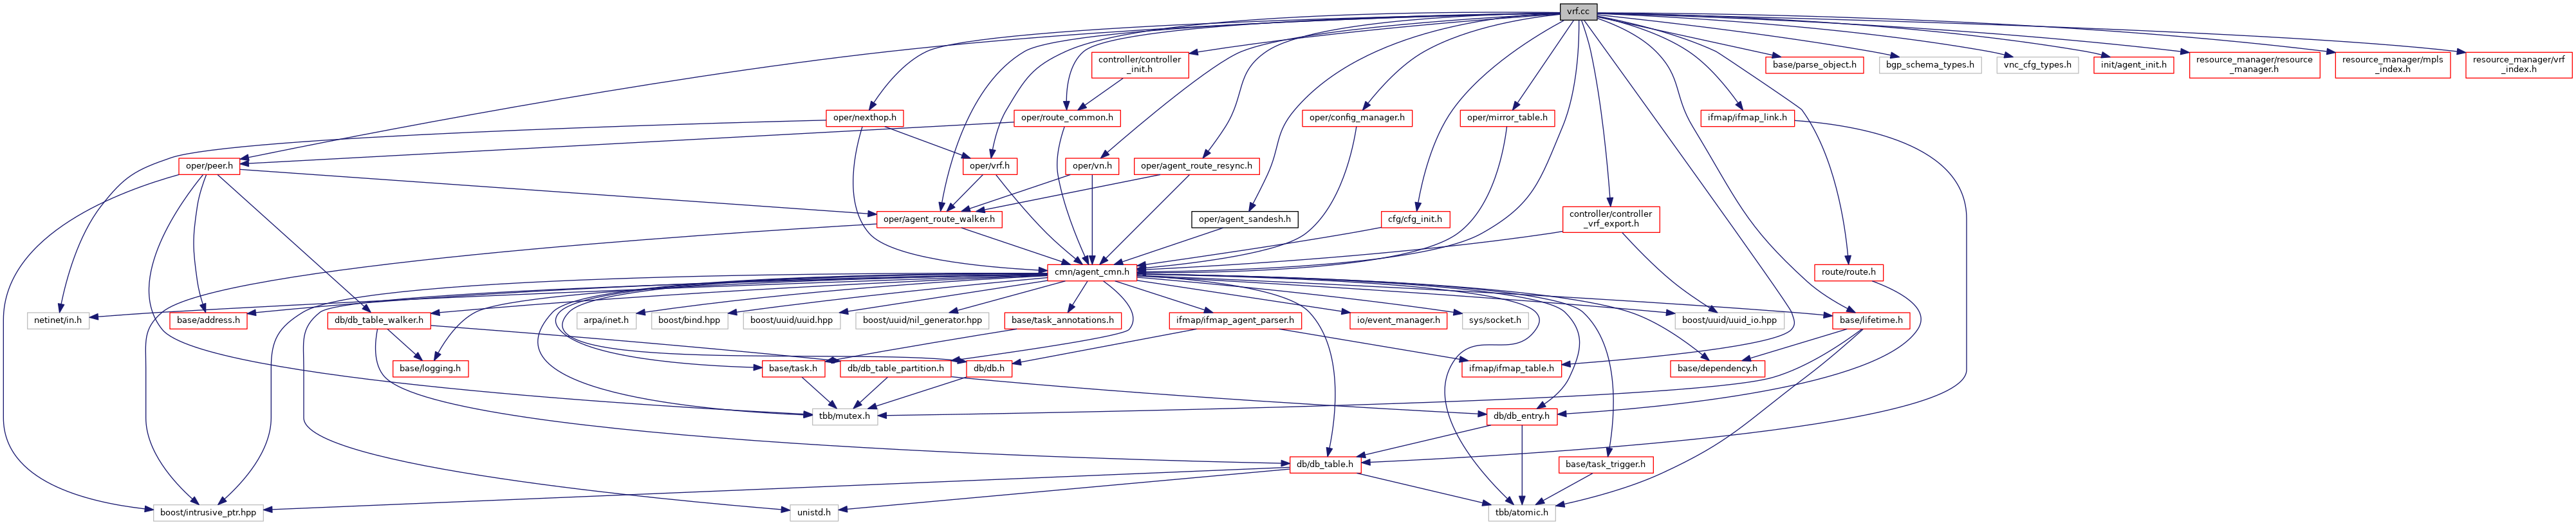 vrf.cc
controller/controller
_init.h
base/parse_object.h
bgp_schema_types.h
vnc_cfg_types.h
init/agent_init.h
resource_manager/resource
_manager.h
resource_manager/mpls
_index.h
resource_manager/vrf
_index.h
oper/nexthop.h
oper/route_common.h
oper/config_manager.h
oper/mirror_table.h
ifmap/ifmap_link.h
oper/peer.h
oper/vrf.h
oper/vn.h
oper/agent_route_resync.h
oper/agent_route_walker.h
oper/agent_sandesh.h
cfg/cfg_init.h
controller/controller
_vrf_export.h
cmn/agent_cmn.h
route/route.h
netinet/in.h
base/address.h
db/db_table_walker.h
arpa/inet.h
boost/bind.hpp
boost/uuid/uuid.hpp
boost/uuid/nil_generator.hpp
base/task_annotations.h
ifmap/ifmap_agent_parser.h
io/event_manager.h
sys/socket.h
boost/uuid/uuid_io.hpp
base/lifetime.h
base/logging.h
base/task.h
db/db_table_partition.h
db/db.h
ifmap/ifmap_table.h
base/dependency.h
tbb/mutex.h
db/db_entry.h
db/db_table.h
base/task_trigger.h
boost/intrusive_ptr.hpp
unistd.h
tbb/atomic.h